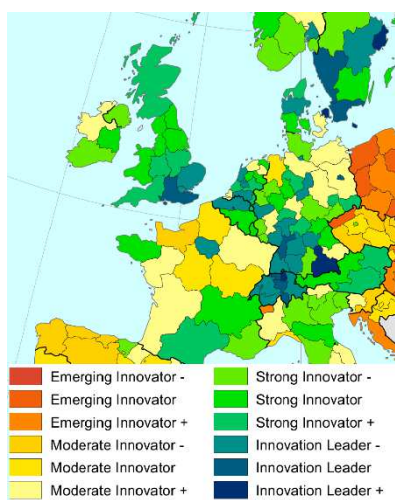 Emerging Innovator -
Emerging Innovator
Emerging Innovator +
Moderate Innovator -
Moderate Innovator
Moderate Innovator +
Strong Innovator -
Strong Innovator
Strong Innovator +
Innovation Leader -
Innovation Leader
Innovation Leader +